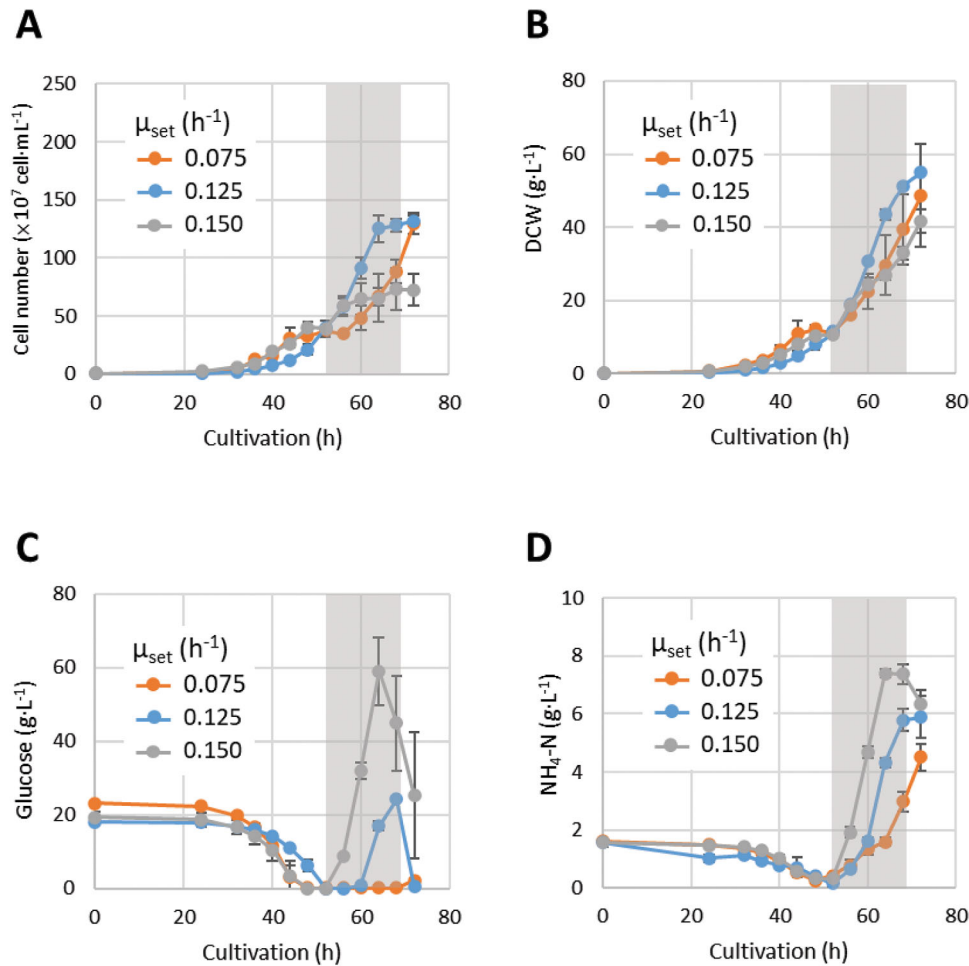 A
Cell number (×10⁷ cell·mL⁻¹)
250
200
150
100
50
0
μset (h⁻¹)
0.075
0.125
0.150
0 20 40 60 80
Cultivation (h)
B
DCW (g·L⁻¹)
80
60
40
20
0
μset (h⁻¹)
0.075
0.125
0.150
0 20 40 60 80
Cultivation (h)
C
Glucose (g·L⁻¹)
80
60
40
20
0
μset (h⁻¹)
0.075
0.125
0.150
0 20 40 60 80
Cultivation (h)
D
NH₄-N (g·L⁻¹)
10
8
6
4
2
0
μset (h⁻¹)
0.075
0.125
0.150
0 20 40 60 80
Cultivation (h)